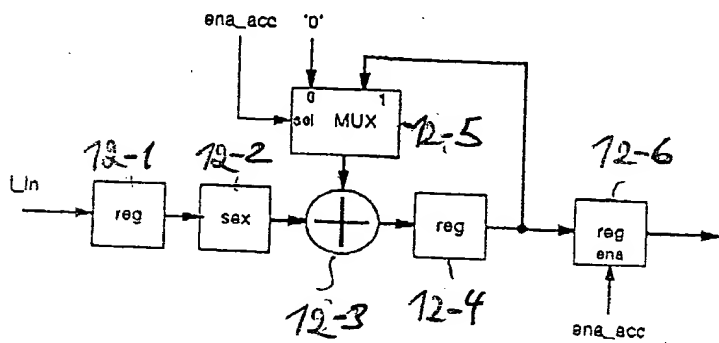 ena_acc
'0'
0
1
sel
MUX
12-5
12-1
12-2
12-6
Lin
reg
sex
reg
reg
ena
12-3
12-4
ena_acc